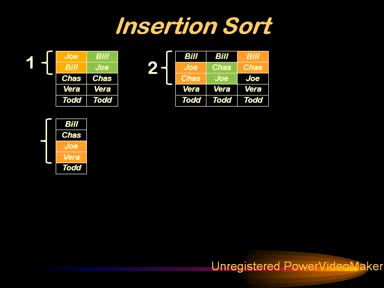 Insertion Sort
1
Joe Bill
Bill Joe
Chas Chas
Vera Vera
Todd Todd
2
Bill Bill Bill
Joe Chas Chas
Chas Joe Joe
Vera Vera Vera
Todd Todd Todd
Bill
Chas
Joe
Vera
Todd
Unregistered PowerVideoMaker